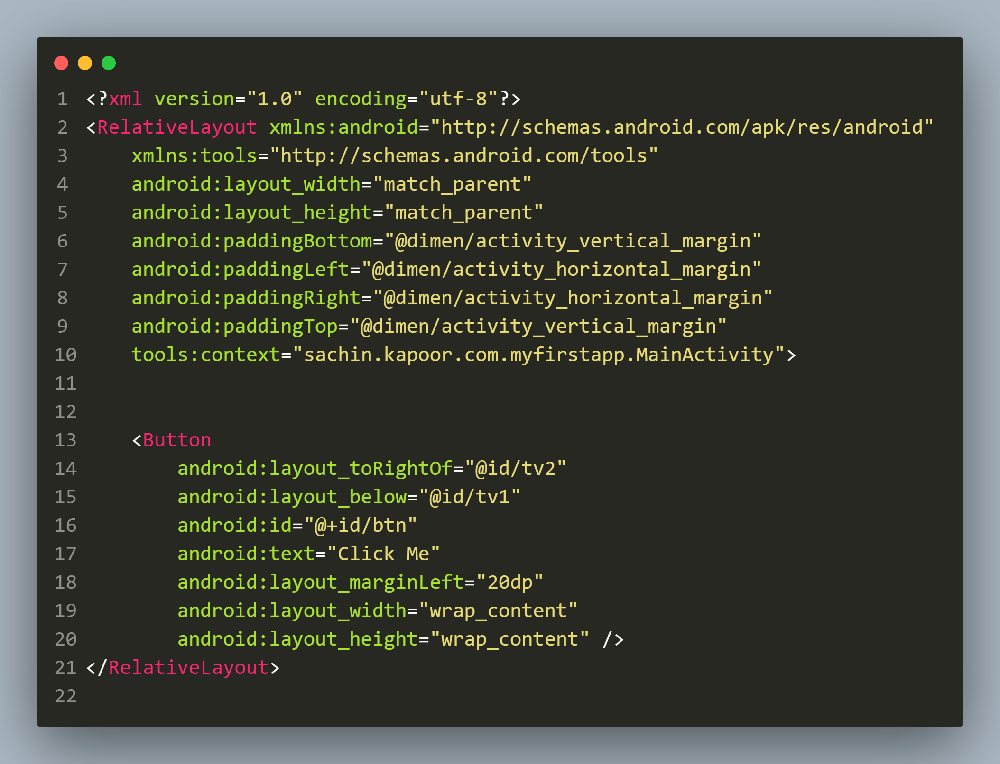 1 <?xml version="1.0" encoding="utf-8"?>
2 <RelativeLayout xmlns:android="http://schemas.android.com/apk/res/android"
3     xmlns:tools="http://schemas.android.com/tools"
4     android:layout_width="match_parent"
5     android:layout_height="match_parent"
6     android:paddingBottom="@dimen/activity_vertical_margin"
7     android:paddingLeft="@dimen/activity_horizontal_margin"
8     android:paddingRight="@dimen/activity_horizontal_margin"
9     android:paddingTop="@dimen/activity_vertical_margin"
10     tools:context="sachin.kapoor.com.myfirstapp.MainActivity">
11
12
13     <Button
14         android:layout_toRightOf="@id/tv2"
15         android:layout_below="@id/tv1"
16         android:id="@+id/btn"
17         android:text="Click Me"
18         android:layout_marginLeft="20dp"
19         android:layout_width="wrap_content"
20         android:layout_height="wrap_content" />
21 </RelativeLayout>
22